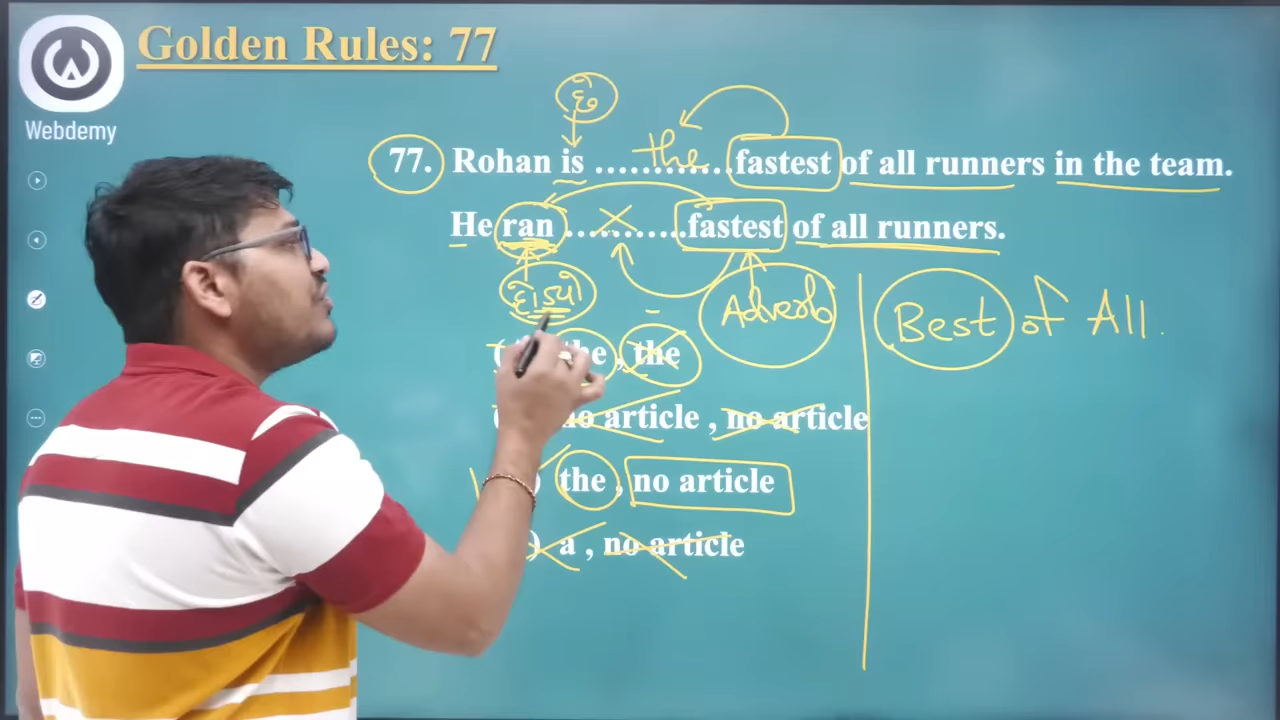 Golden Rules: 77
Webdemy
છે
77. Rohan is ....the.... fastest of all runners in the team.
He ran ........... fastest of all runners.
દોડ્યો
Adverb
Best of All.
the , the
no article , no article
) the , no article
) a , no article